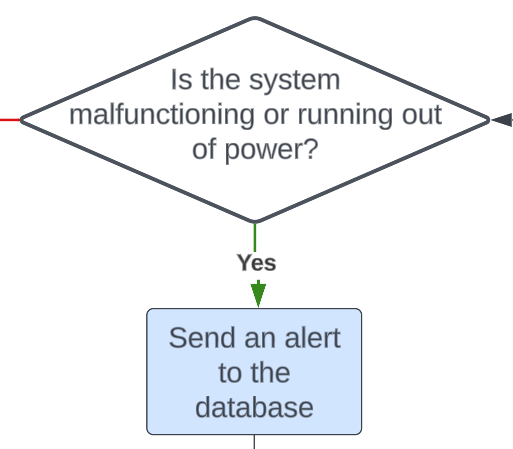 Is the system
malfunctioning or running out
of power?
Yes
Send an alert
to the
database